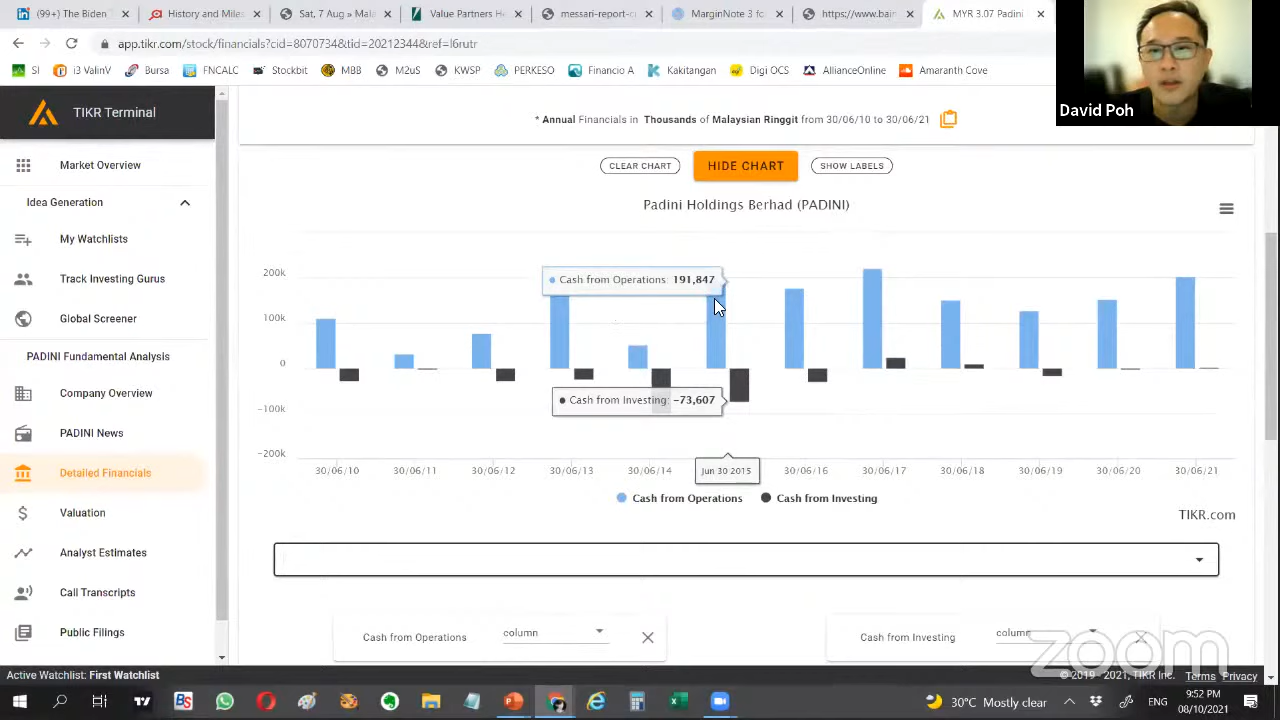 (99+)
History and Miles
Sat, 7 Aug
Mala
Valuethartes H
messari-report-
MarginNote 3 fo
https://www.bain
MYR 3.07 Padini
app.tikr.com/stock/financials?cid=8070734&tid=20212344&ref=l6rutr
SI
i3 ValinV
Bursa
FNCALC
Stockbit
MBB
M2uS
KWSP
PERKESO
Financio A
Kakitangan
Digi OCS
AllianceOnline
Amaranth Cove
David Poh
TIKR Terminal
* Annual Financials in Thousands of Malaysian Ringgit from 30/06/10 to 30/06/21
Market Overview
CLEAR CHART
HIDE CHART
SHOW LABELS
Idea Generation
Padini Holdings Berhad (PADINI)
My Watchlists
Track Investing Gurus
Global Screener
PADINI Fundamental Analysis
Company Overview
PADINI News
Detailed Financials
Valuation
Analyst Estimates
Call Transcripts
Public Filings
200k
100k
0
-100k
-200k
Cash from Operations: 191,847
Cash from Investing: -73,607
30/06/10
30/06/11
30/06/12
30/06/13
30/06/14
Jun 30 2015
30/06/16
30/06/17
30/06/18
30/06/19
30/06/20
30/06/21
Cash from Operations
Cash from Investing
TIKR.com
Cash from Operations
column
Cash from Investing
column
zoom
Active Watchlist: First Watchlist
© 2019 - 2021, TIKR Inc.
Terms
Privacy
30°C Mostly clear
ENG
9:52 PM
08/10/2021